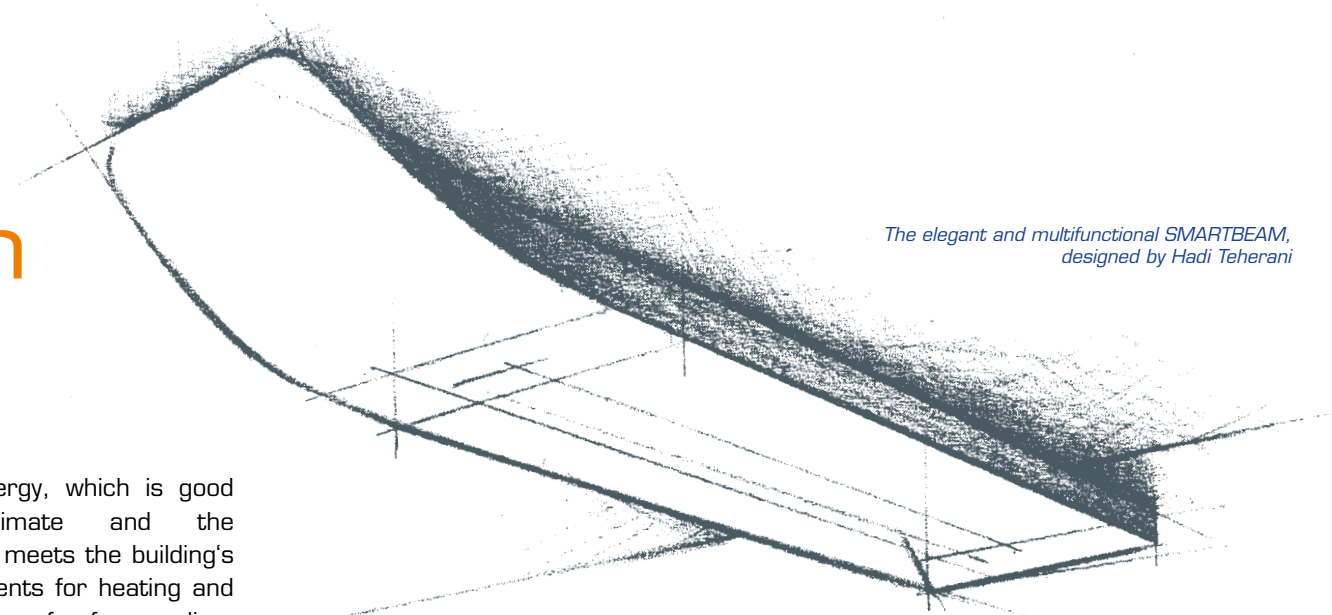 n
The elegant and multifunctional SMARTBEAM,
designed by Hadi Teherani
ergy, which is good
imate and the
meets the building‘s
ents for heating and